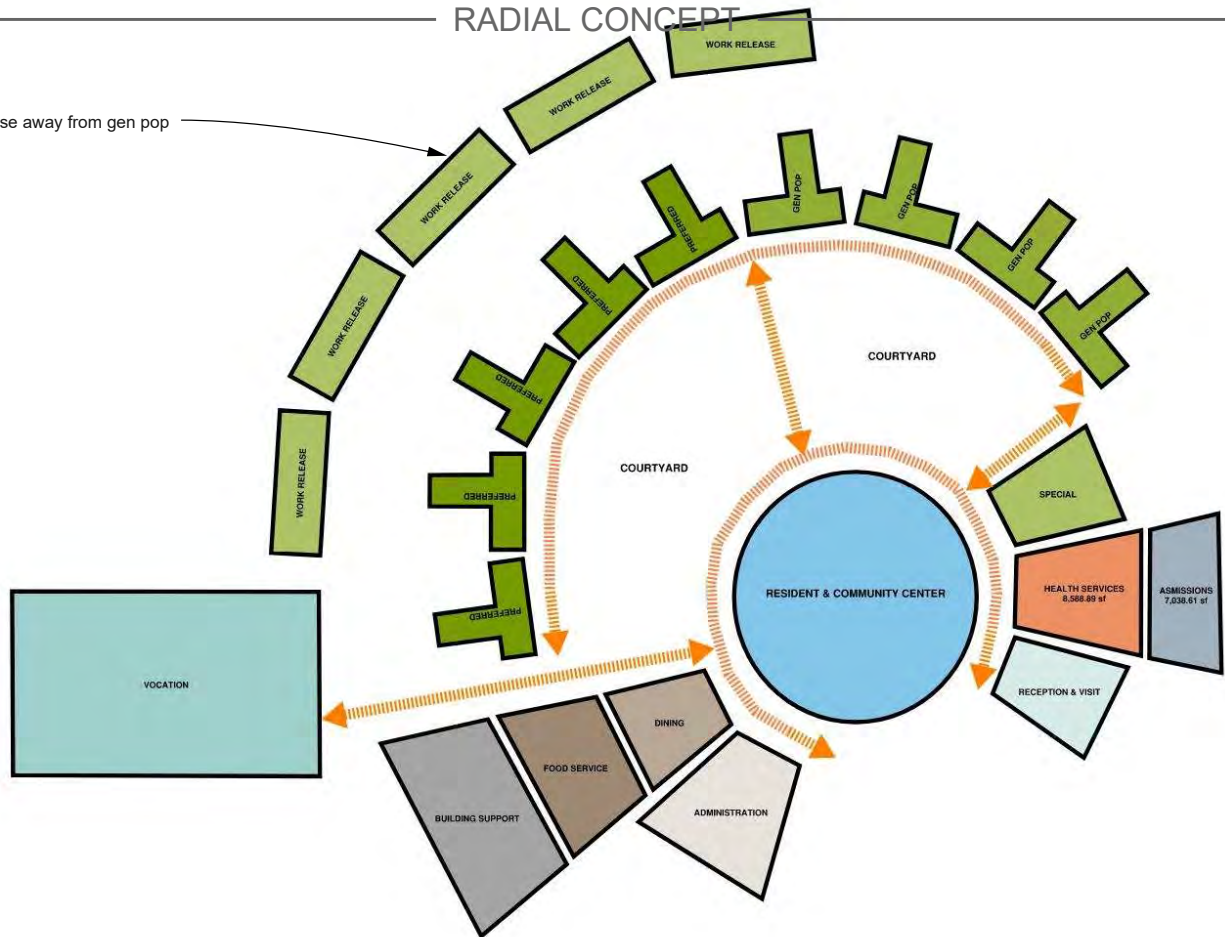 RADIAL CONCEPT
se away from gen pop
WORK RELEASE
WORK RELEASE
WORK RELEASE
WORK RELEASE
WORK RELEASE
GEN POP
GEN POP
GEN POP
GEN POP
PREFERRED
PREFERRED
PREFERRED
PREFERRED
PREFERRED
COURTYARD
COURTYARD
SPECIAL
RESIDENT & COMMUNITY CENTER
HEALTH SERVICES
8,588.89 sf
ASMISSIONS
7,038.61 sf
RECEPTION & VISIT
VOCATION
DINING
FOOD SERVICE
BUILDING SUPPORT
ADMINISTRATION